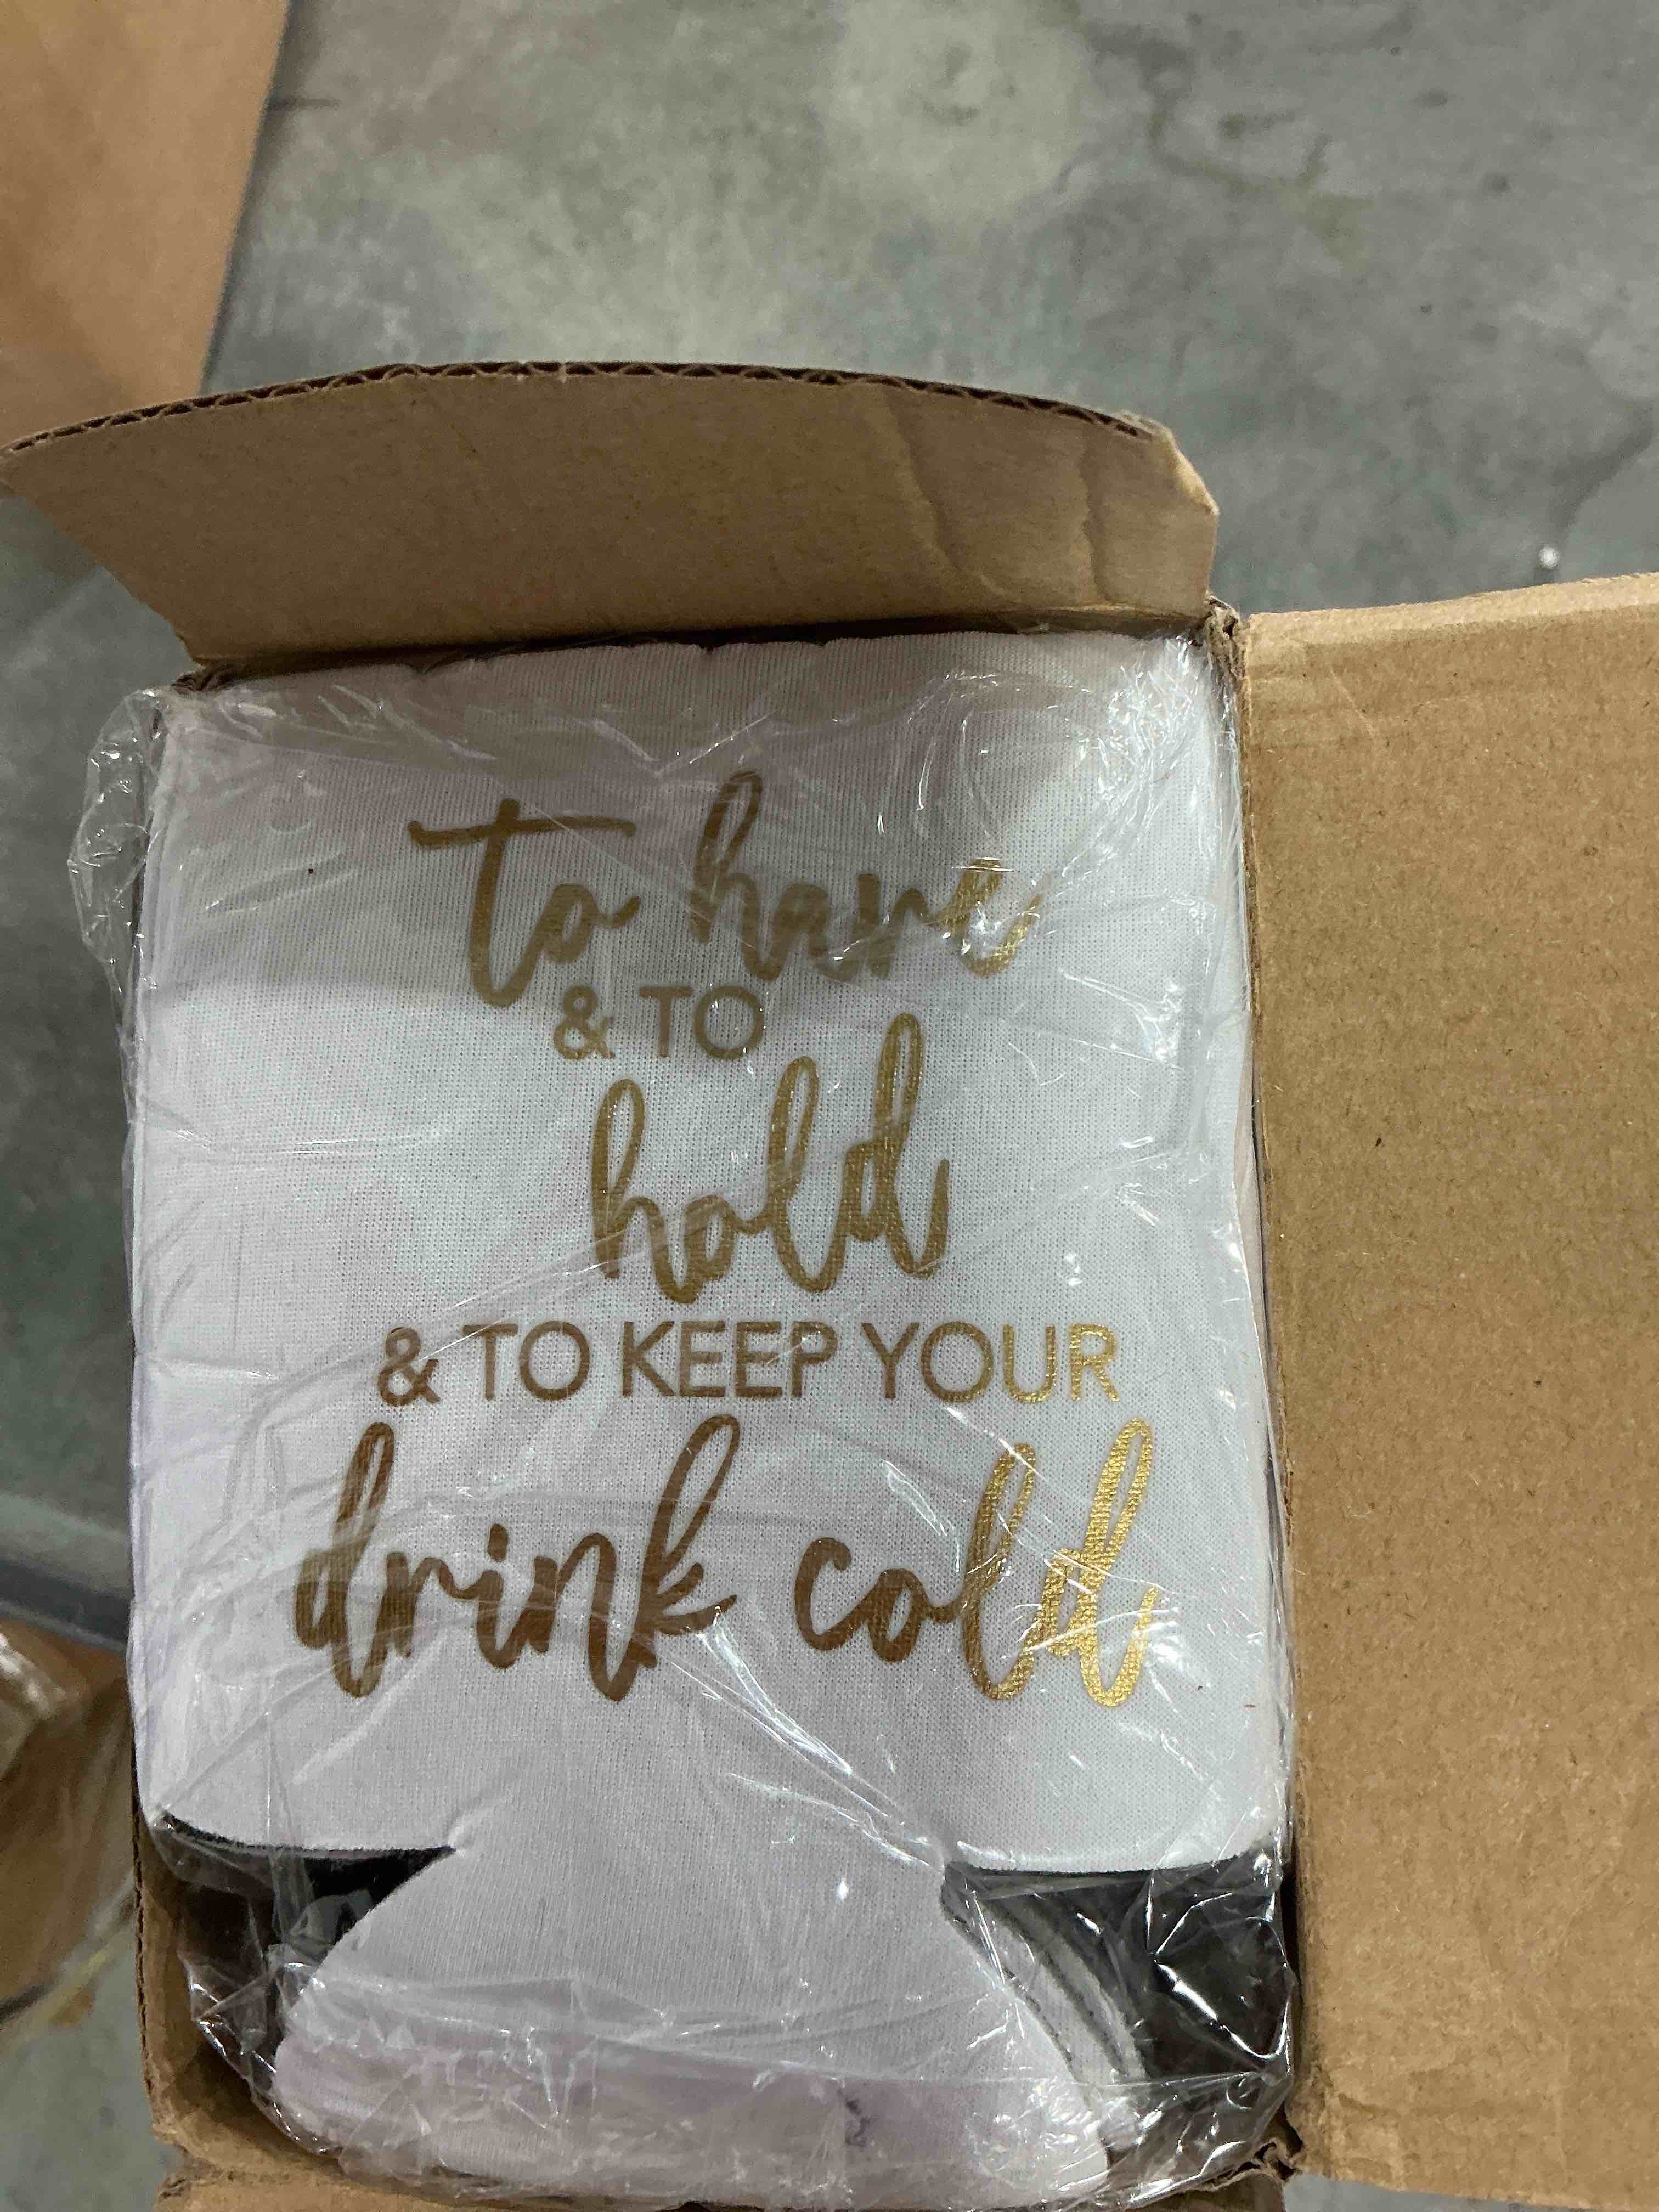 to have
& TO
hold
& TO KEEP YOUR
drink cold